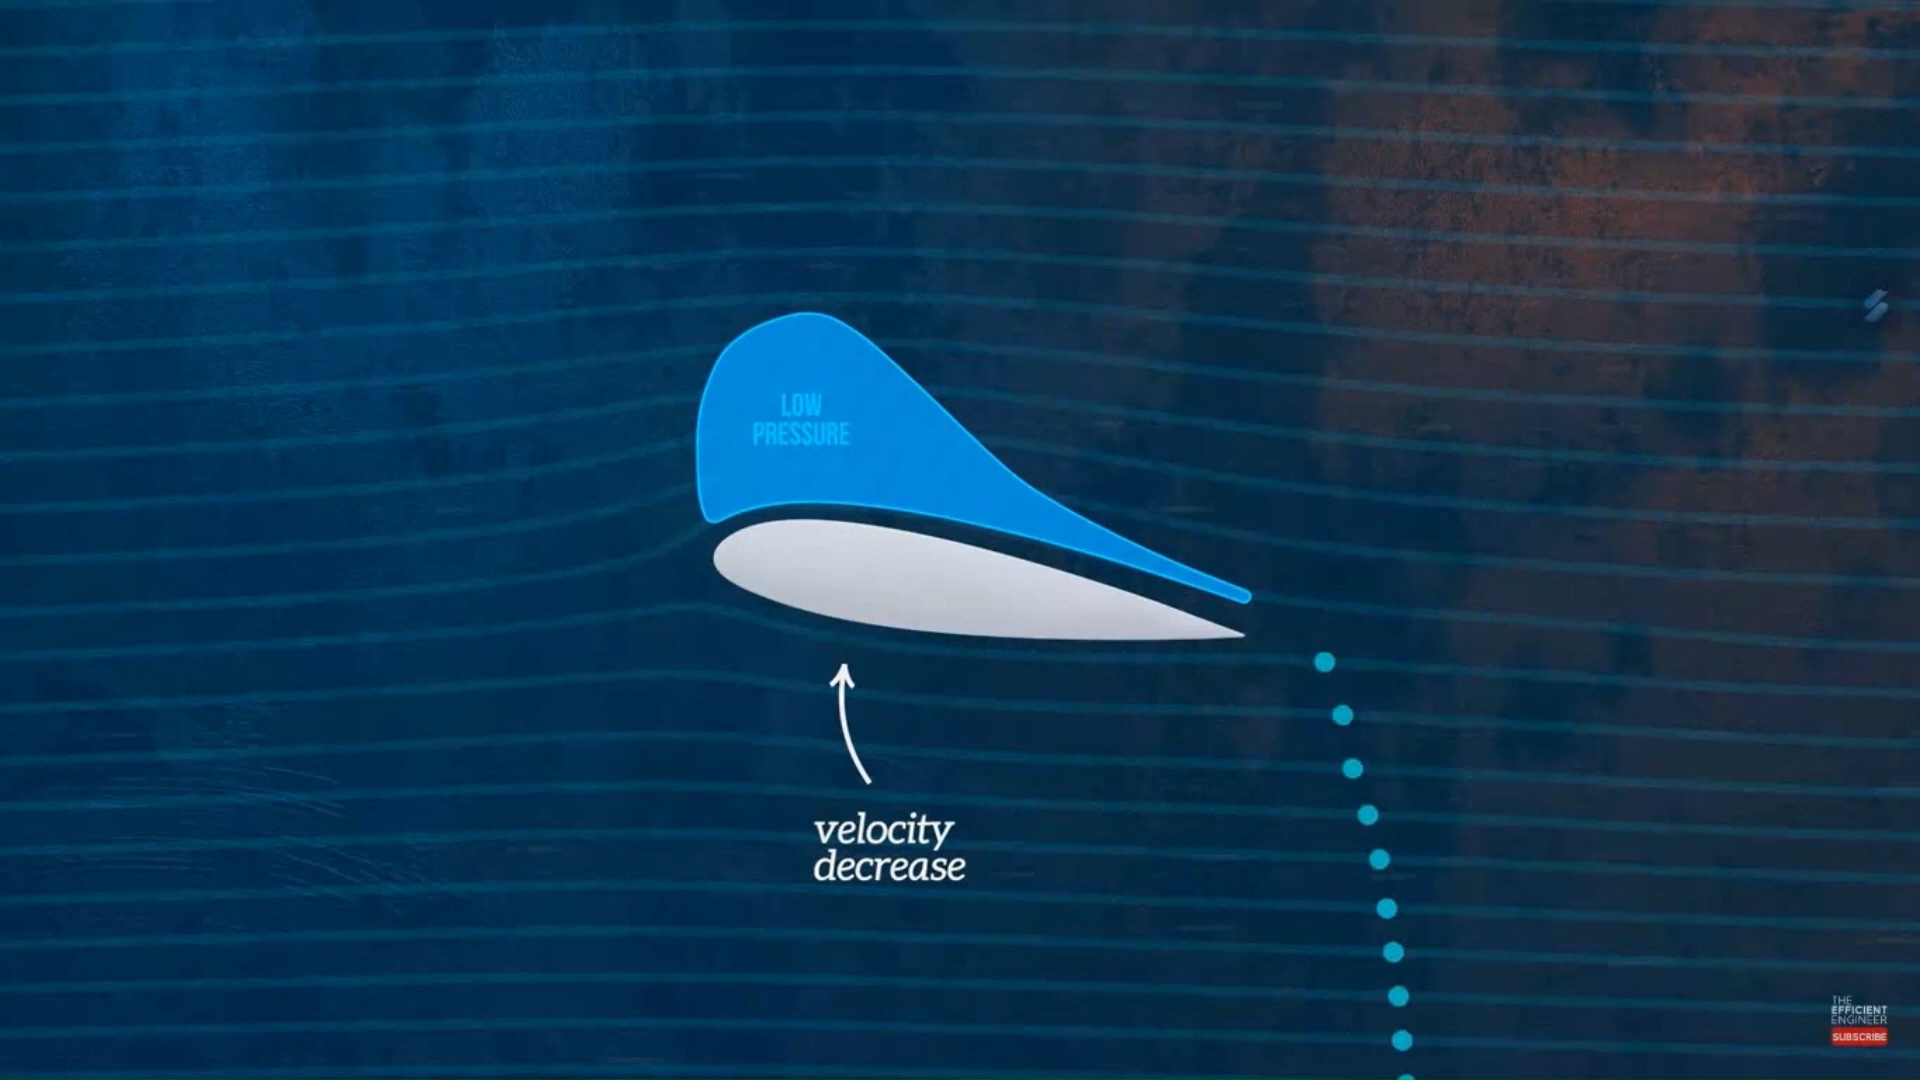 LOW
PRESSURE
velocity
decrease
THE
EFFICIENT
ENGINEER
SUBSCRIBE